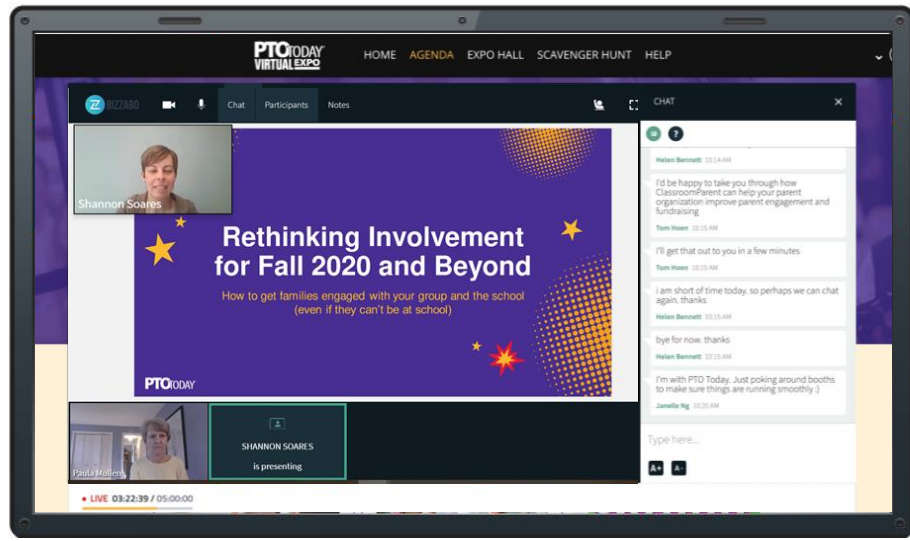 PTO TODAY
VIRTUAL EXPO
HOME AGENDA EXPO HALL SCAVENGER HUNT HELP
BIZZABO
Chat Participants Notes
CHAT
Shannon Soares
Rethinking Involvement
for Fall 2020 and Beyond
How to get families engaged with your group and the school
(even if they can't be at school)
PTO TODAY
Paula Mollen
SHANNON SOARES
is presenting
Helen Bennett 10:14 AM
I'd be happy to take you through how
ClassroomParent can help your parent
organization improve parent engagement and
fundraising
Tom Hoen 10:15 AM
I'll get that out to you in a few minutes
Tom Hoen 10:15 AM
i am short of time today, so perhaps we can chat
again. thanks
Helen Bennett 10:15 AM
bye for now. thanks
Helen Bennett 10:15 AM
I'm with PTO Today. Just poking around booths
to make sure things are running smoothly :)
Janelle Ng 10:20 AM
Type here...
A+ A-
LIVE 03:22:39 / 05:00:00